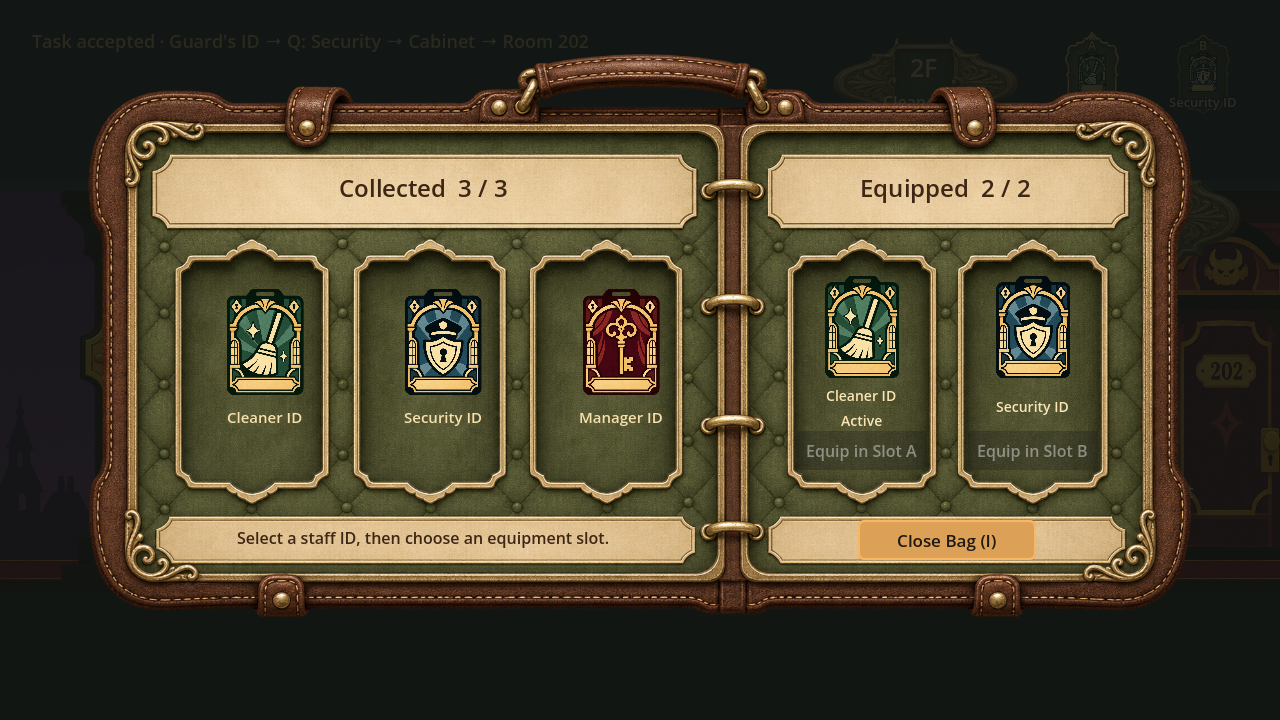 Task accepted · Guard's ID → Q: Security → Cabinet → Room 202
2F
A
B
Security ID
Collected 3 / 3
Equipped 2 / 2
Cleaner ID
Security ID
Manager ID
Cleaner ID
Active
Equip in Slot A
Security ID
Equip in Slot B
202
Select a staff ID, then choose an equipment slot.
Close Bag (I)